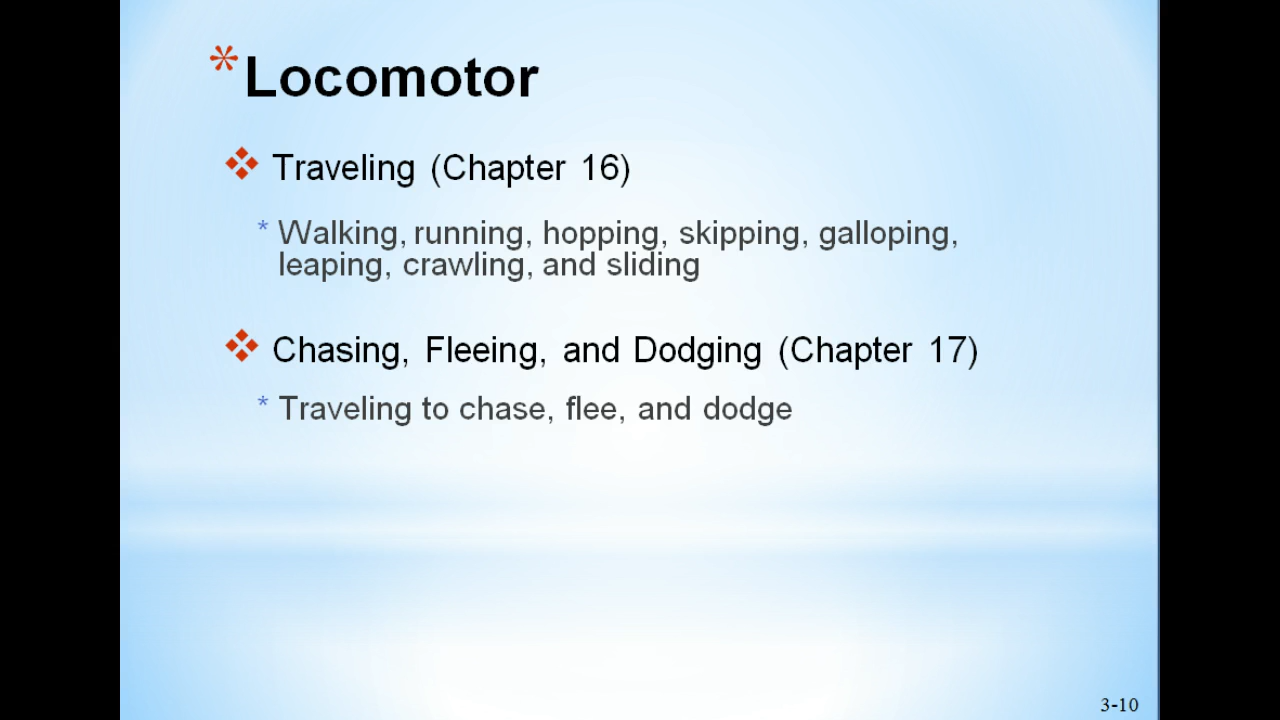 * Locomotor
❖ Traveling (Chapter 16)
* Walking, running, hopping, skipping, galloping,
leaping, crawling, and sliding
❖ Chasing, Fleeing, and Dodging (Chapter 17)
* Traveling to chase, flee, and dodge
3-10